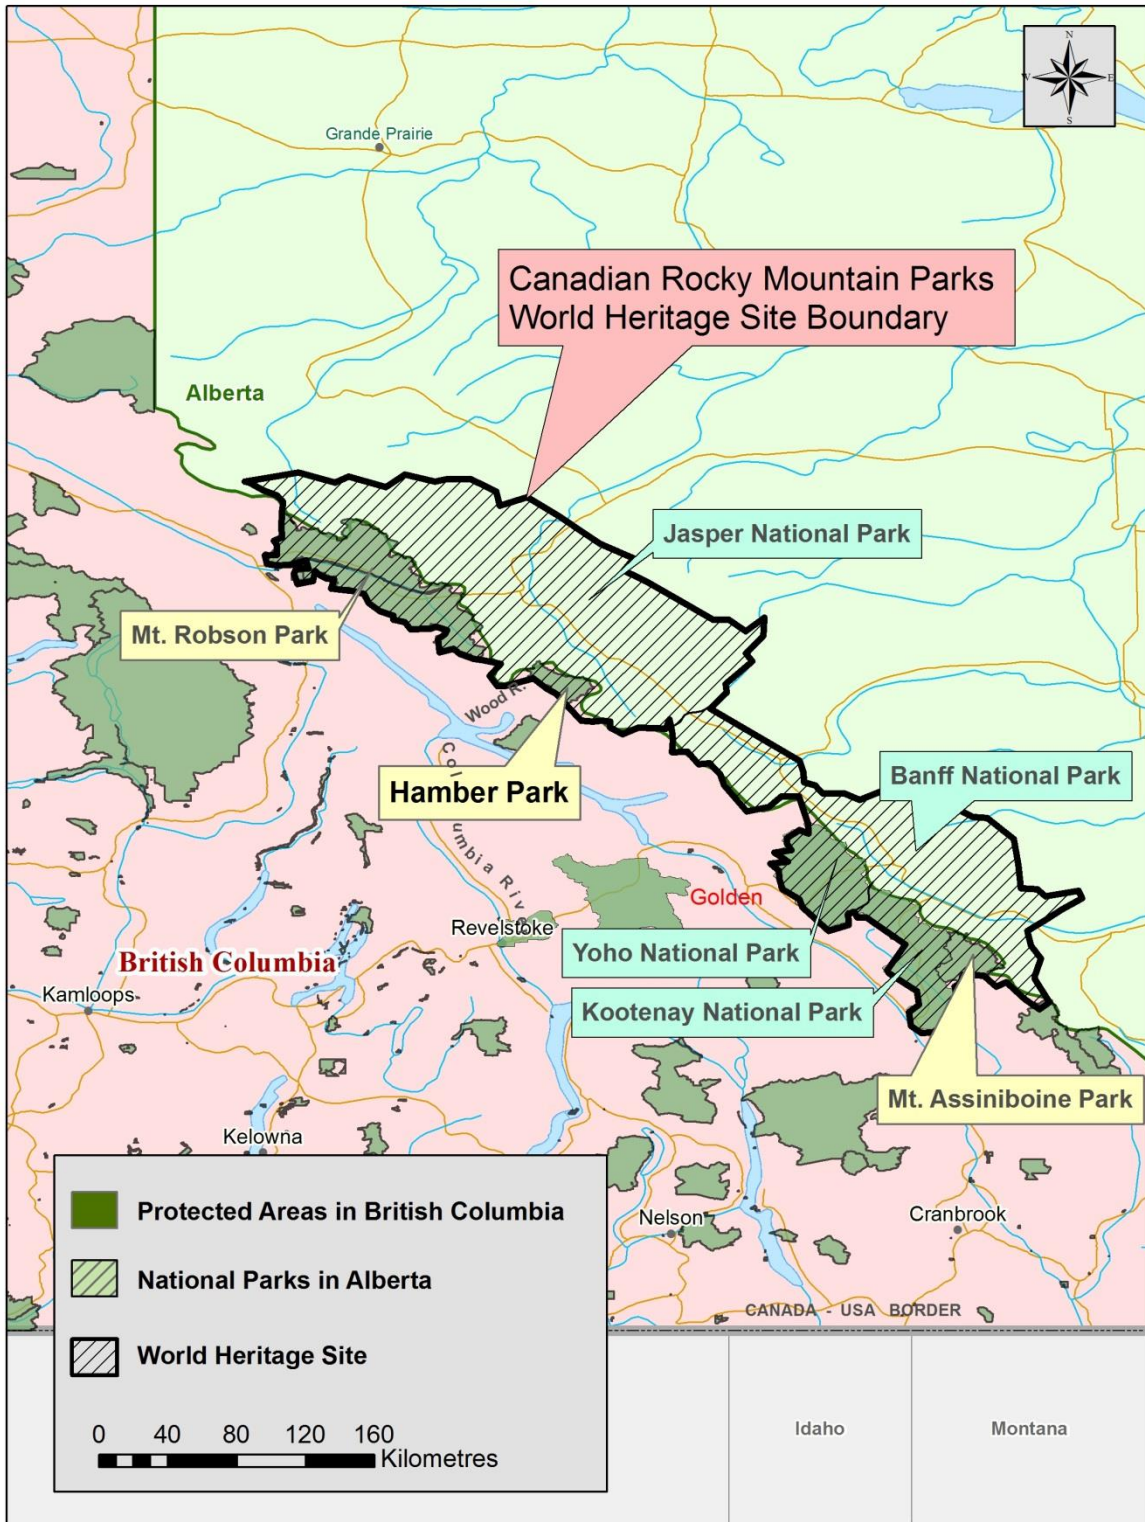 N
E
S
Grande Prairie
Canadian Rocky Mountain Parks
World Heritage Site Boundary
Alberta
Jasper National Park
Mt. Robson Park
Wood R.
Hamber Park
Columbia River
Banff National Park
Golden
Revelstoke
Yoho National Park
British Columbia
Kamloops
Kootenay National Park
Mt. Assiniboine Park
Kelowna
Nelson
Cranbrook
CANADA - USA BORDER
Protected Areas in British Columbia
National Parks in Alberta
World Heritage Site
0 40 80 120 160
Kilometres
Idaho
Montana